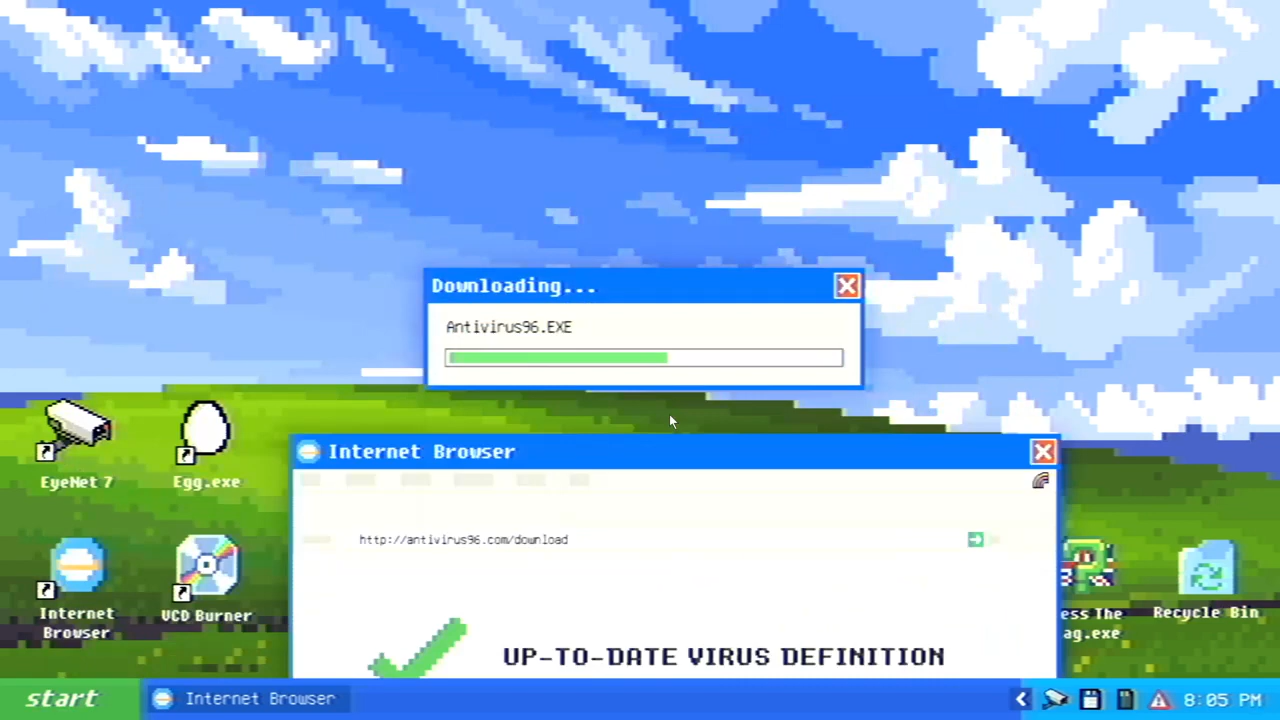 Downloading...
Antivirus96.EXE
Internet Browser
EyeNet 7
Egg.exe
http://antivirus96.com/download
Internet
Browser
VCD Burner
ess The
ag.exe
Recycle Bin
UP-TO-DATE VIRUS DEFINITION
start
Internet Browser
8:05 PM